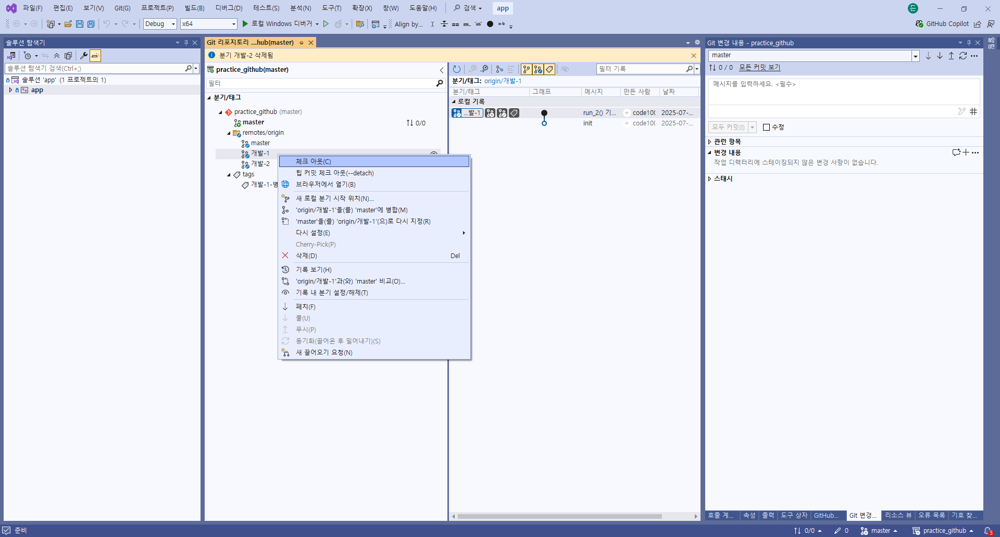 파일(F) 편집(E) 보기(V) Git(G) 프로젝트(P) 빌드(B) 디버그(D) 테스트(S) 분석(N) 도구(T) 확장(X) 창(W) 도움말(H) 검색 app
Debug x64 로컬 Windows 디버거 Align by... GitHub Copilot
솔루션 탐색기
솔루션 탐색기 검색(Ctrl+;)
솔루션 'app' (1 프로젝트의 1)
app
Git 리포지토리 ...hub(master)
분기 개발-2 삭제됨
practice_github(master)
필터
분기/태그
practice_github (master)
master 0/0
remotes/origin
master
개발-1
개발-2
tags
개발-1-병
체크 아웃(C)
팁 커밋 체크 아웃(--detach)
브라우저에서 열기(B)
새 로컬 분기 시작 위치(N)...
'origin/개발-1'을(를) 'master'에 병합(M)
'master'을(를) 'origin/개발-1'(으)로 다시 지정(R)
다시 설정(E)
Cherry-Pick(P)
삭제(D) Del
기록 보기(H)
'origin/개발-1'과(와) 'master' 비교(O)...
기록 내 분기 설정/해제(T)
페치(F)
풀(U)
푸시(P)
동기화(끌어온 후 밀어내기)(S)
새 끌어오기 요청(N)
필터 기록
분기/태그: origin/개발-1
분기/태그 그래프 메시지 만든 사람 날짜
로컬 기록
...발-1 run_2() 기... code10 2025-07-...
init code10 2025-07-...
Git 변경 내용 - practice_github
master
0 / 0 모든 커밋 보기
메시지를 입력하세요. <필수>
모두 커밋(I) 수정
관련 항목
변경 내용
작업 디렉터리에 스테이징되지 않은 변경 사항이 없습니다.
스태시
알림
호출 계... 속성 출력 도구 상자 GitHub... Git 변경... 리소스 뷰 오류 목록 기호 찾...
준비 0/0 0 master practice_github 3